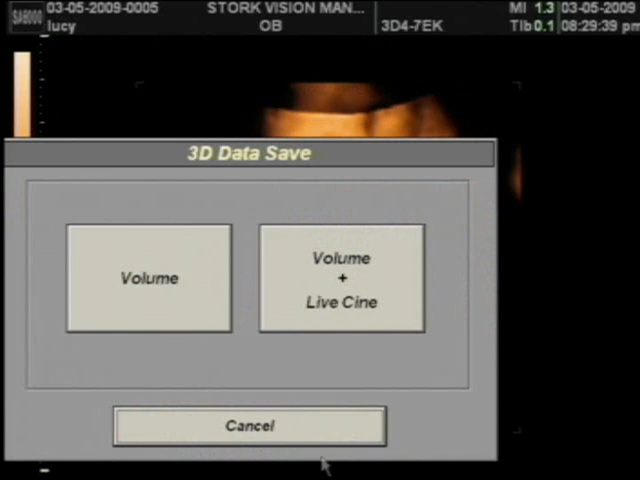 SA8000 03-05-2009-0005 STORK VISION MAN... MI 1.3 03-05-2009
lucy OB 3D4-7EK TIb 0.1 08:29:39 pm
3D Data Save
Volume
Volume
+
Live Cine
Cancel